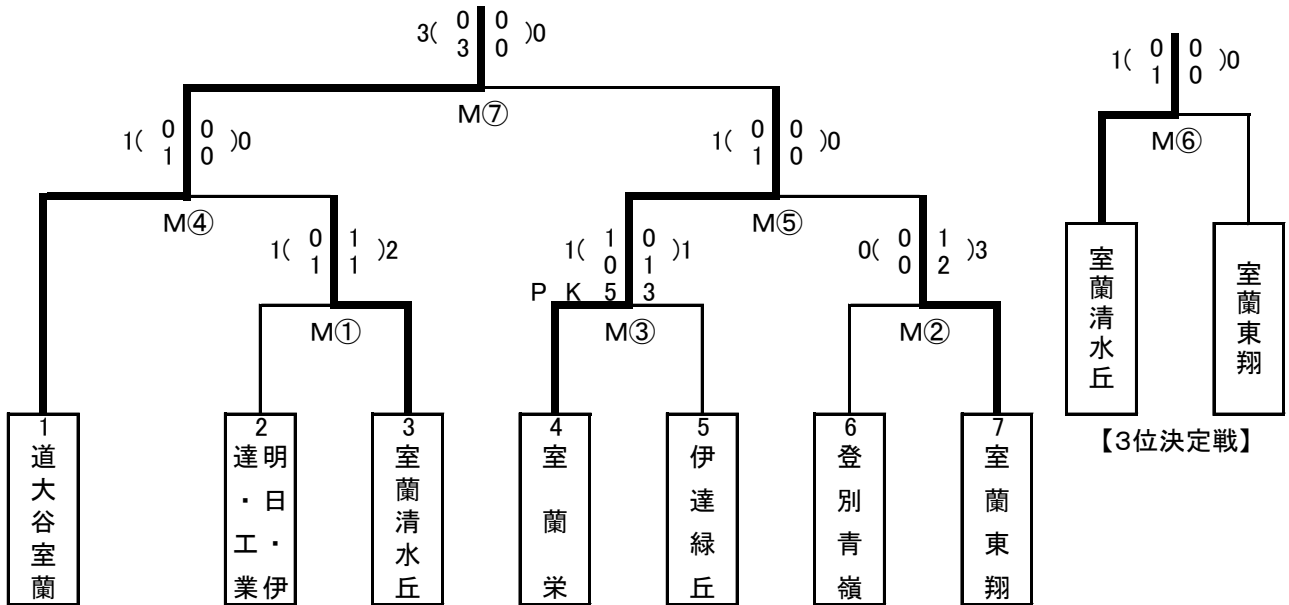 3( 0 0 )0
3 0
M⑦
1( 0 0 )0
1 0
M④
1( 0 0 )0
1 0
M⑤
1( 0 1 )2
1 1
M①
1( 1 0 )1
0 1
PK 5 3
M③
0( 0 1 )3
0 2
M②
1
道大谷室蘭
2
明日・伊
達・工業
3
室蘭清水丘
4
室蘭栄
5
伊達緑丘
6
登別青嶺
7
室蘭東翔
1( 0 0 )0
1 0
M⑥
室蘭清水丘
室蘭東翔
【3位決定戦】